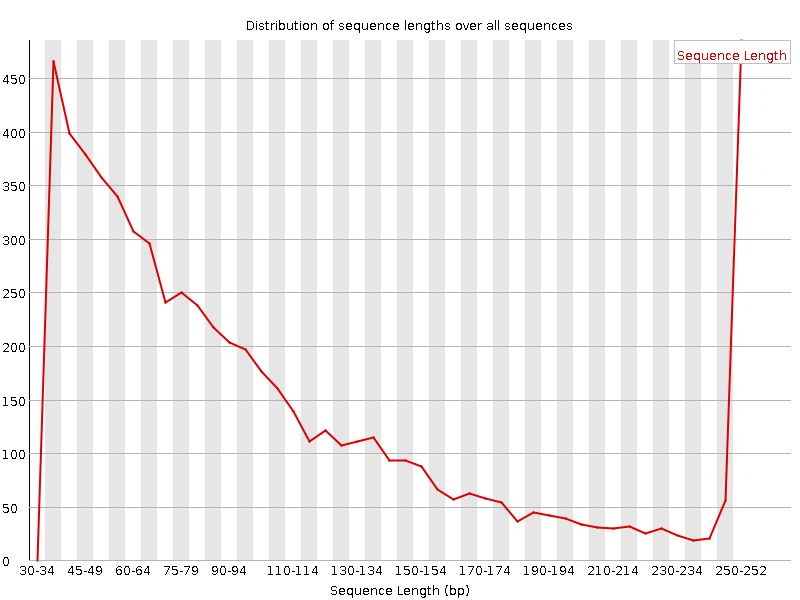 Distribution of sequence lengths over all sequences
Sequence Length
450
400
350
300
250
200
150
100
50
0
30-34 45-49 60-64 75-79 90-94 110-114 130-134 150-154 170-174 190-194 210-214 230-234 250-252
Sequence Length (bp)